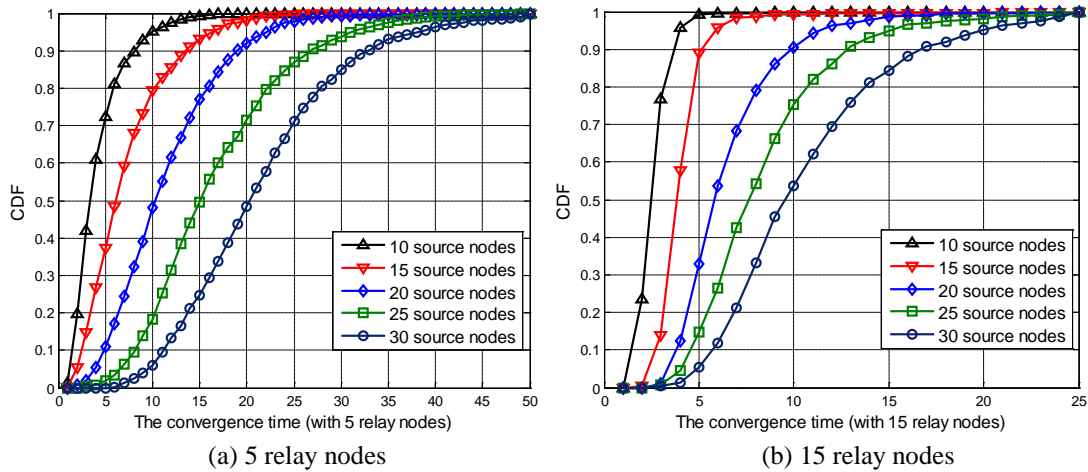 1
0.9
0.8
0.7
0.6
0.5
0.4
0.3
0.2
0.1
0
CDF
0 1 5 10 15 20 25 30 35 40 45 50
The convergence time (with 5 relay nodes)
10 source nodes
15 source nodes
20 source nodes
25 source nodes
30 source nodes
(a) 5 relay nodes
1
0.9
0.8
0.7
0.6
0.5
0.4
0.3
0.2
0.1
0
CDF
0 1 5 10 15 20 25
The convergence time (with 15 relay nodes)
10 source nodes
15 source nodes
20 source nodes
25 source nodes
30 source nodes
(b) 15 relay nodes